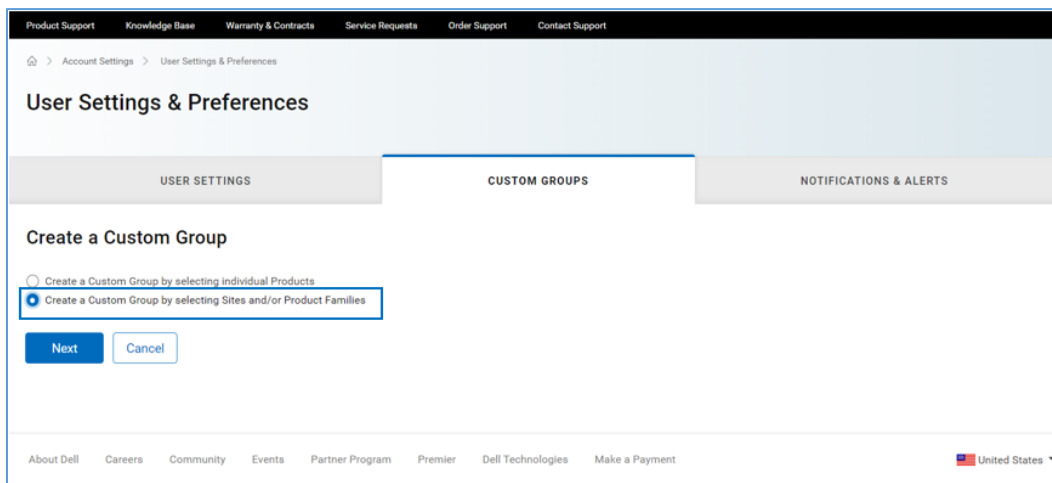 Product Support Knowledge Base Warranty & Contracts Service Requests Order Support Contact Support
> Account Settings > User Settings & Preferences
User Settings & Preferences
USER SETTINGS CUSTOM GROUPS NOTIFICATIONS & ALERTS
Create a Custom Group
Create a Custom Group by selecting individual Products
Create a Custom Group by selecting Sites and/or Product Families
Next Cancel
About Dell Careers Community Events Partner Program Premier Dell Technologies Make a Payment United States